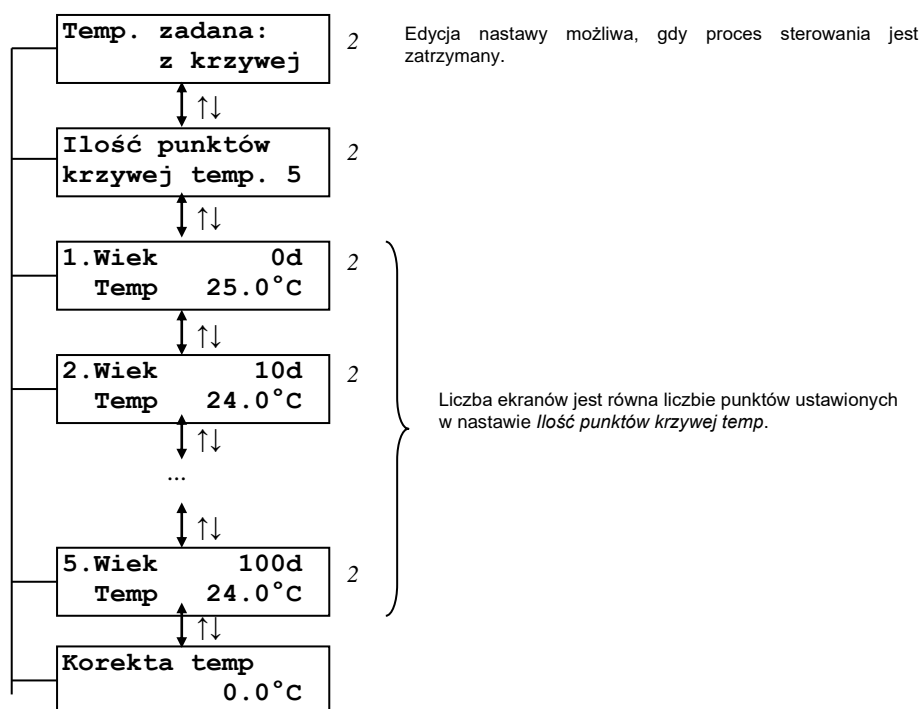 Temp. zadana:
z krzywej
2
Edycja nastawy możliwa, gdy proces sterowania jest
zatrzymany.
↑↓
Ilość punktów
krzywej temp. 5
2
↑↓
1.Wiek 0d
Temp 25.0°C
2
↑↓
2.Wiek 10d
Temp 24.0°C
2
Liczba ekranów jest równa liczbie punktów ustawionych
w nastawie Ilość punktów krzywej temp.
↑↓
...
↑↓
5.Wiek 100d
Temp 24.0°C
2
↑↓
Korekta temp
0.0°C